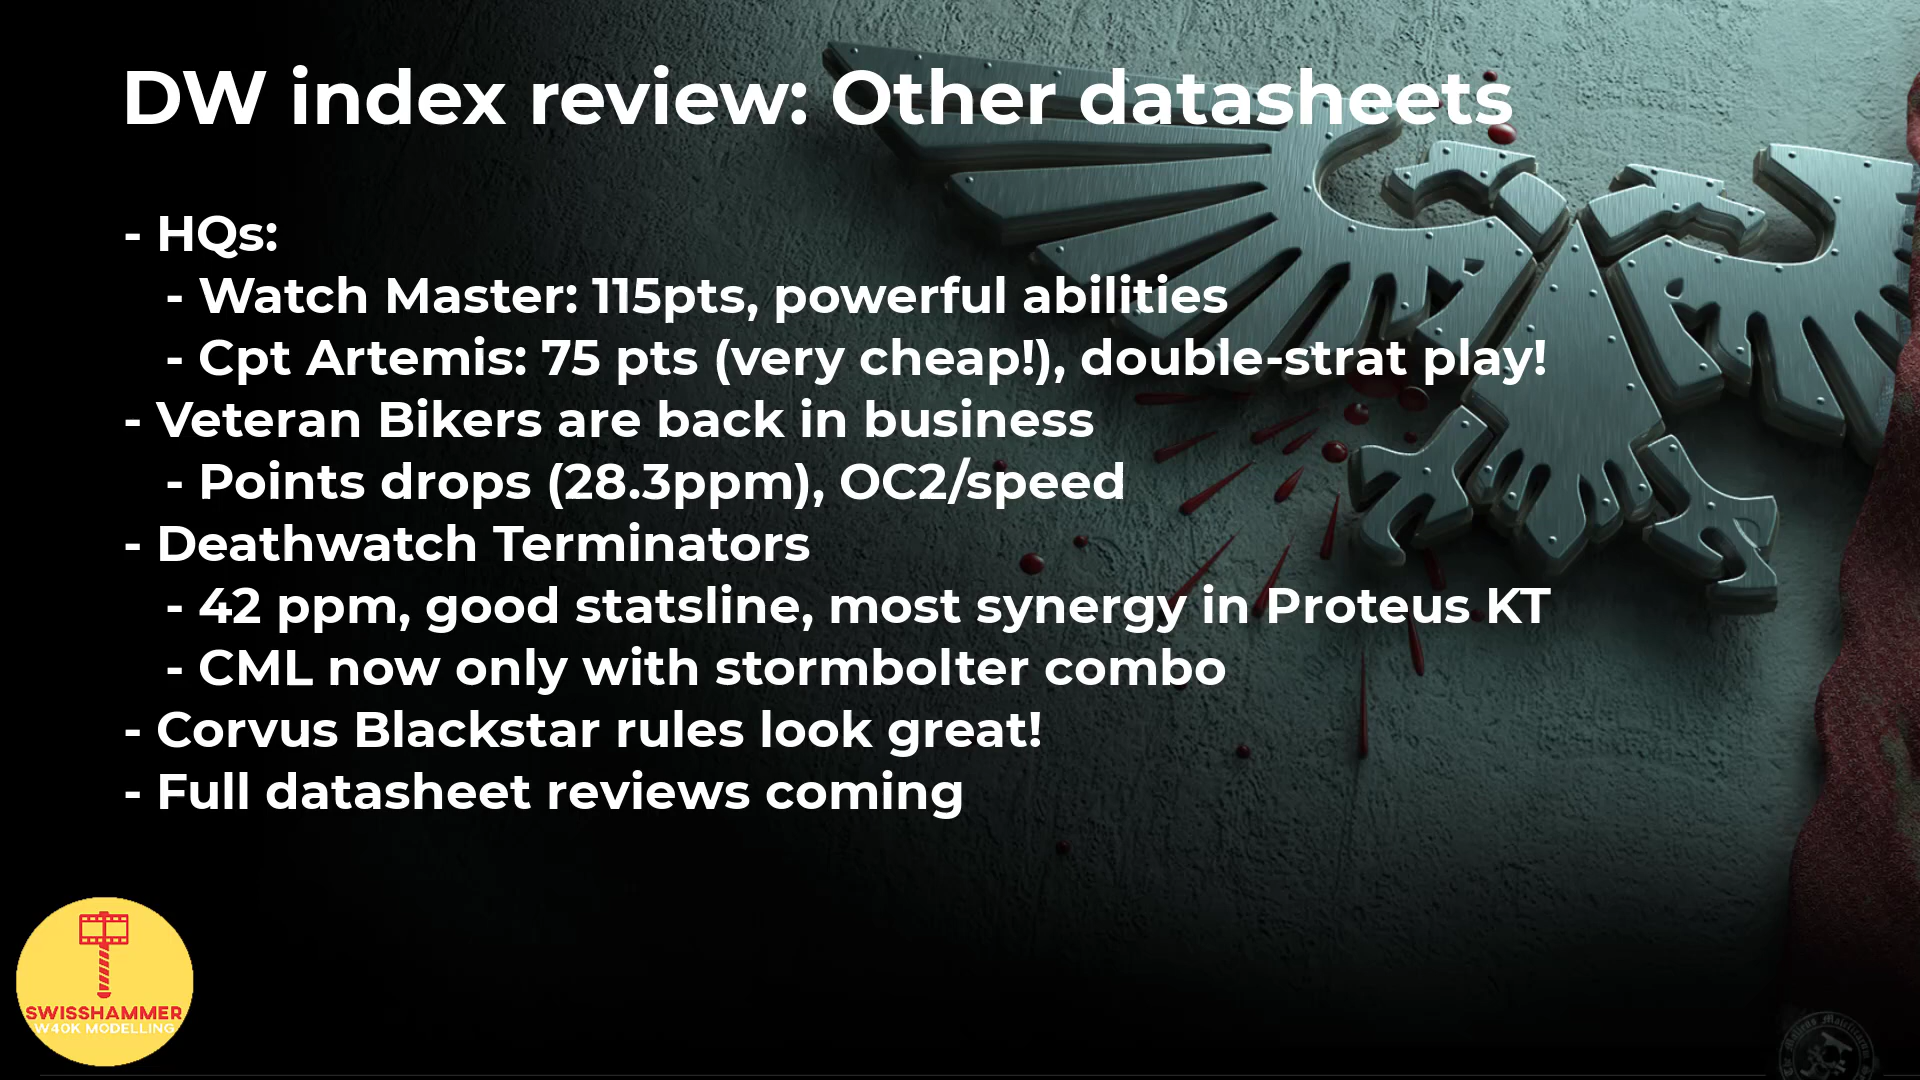 DW index review: Other datasheets
- HQs:
- Watch Master: 115pts, powerful abilities
- Cpt Artemis: 75 pts (very cheap!), double-strat play!
- Veteran Bikers are back in business
- Points drops (28.3ppm), OC2/speed
- Deathwatch Terminators
- 42 ppm, good statsline, most synergy in Proteus KT
- CML now only with stormbolter combo
- Corvus Blackstar rules look great!
- Full datasheet reviews coming
SWISSHAMMER
W40K MODELLING